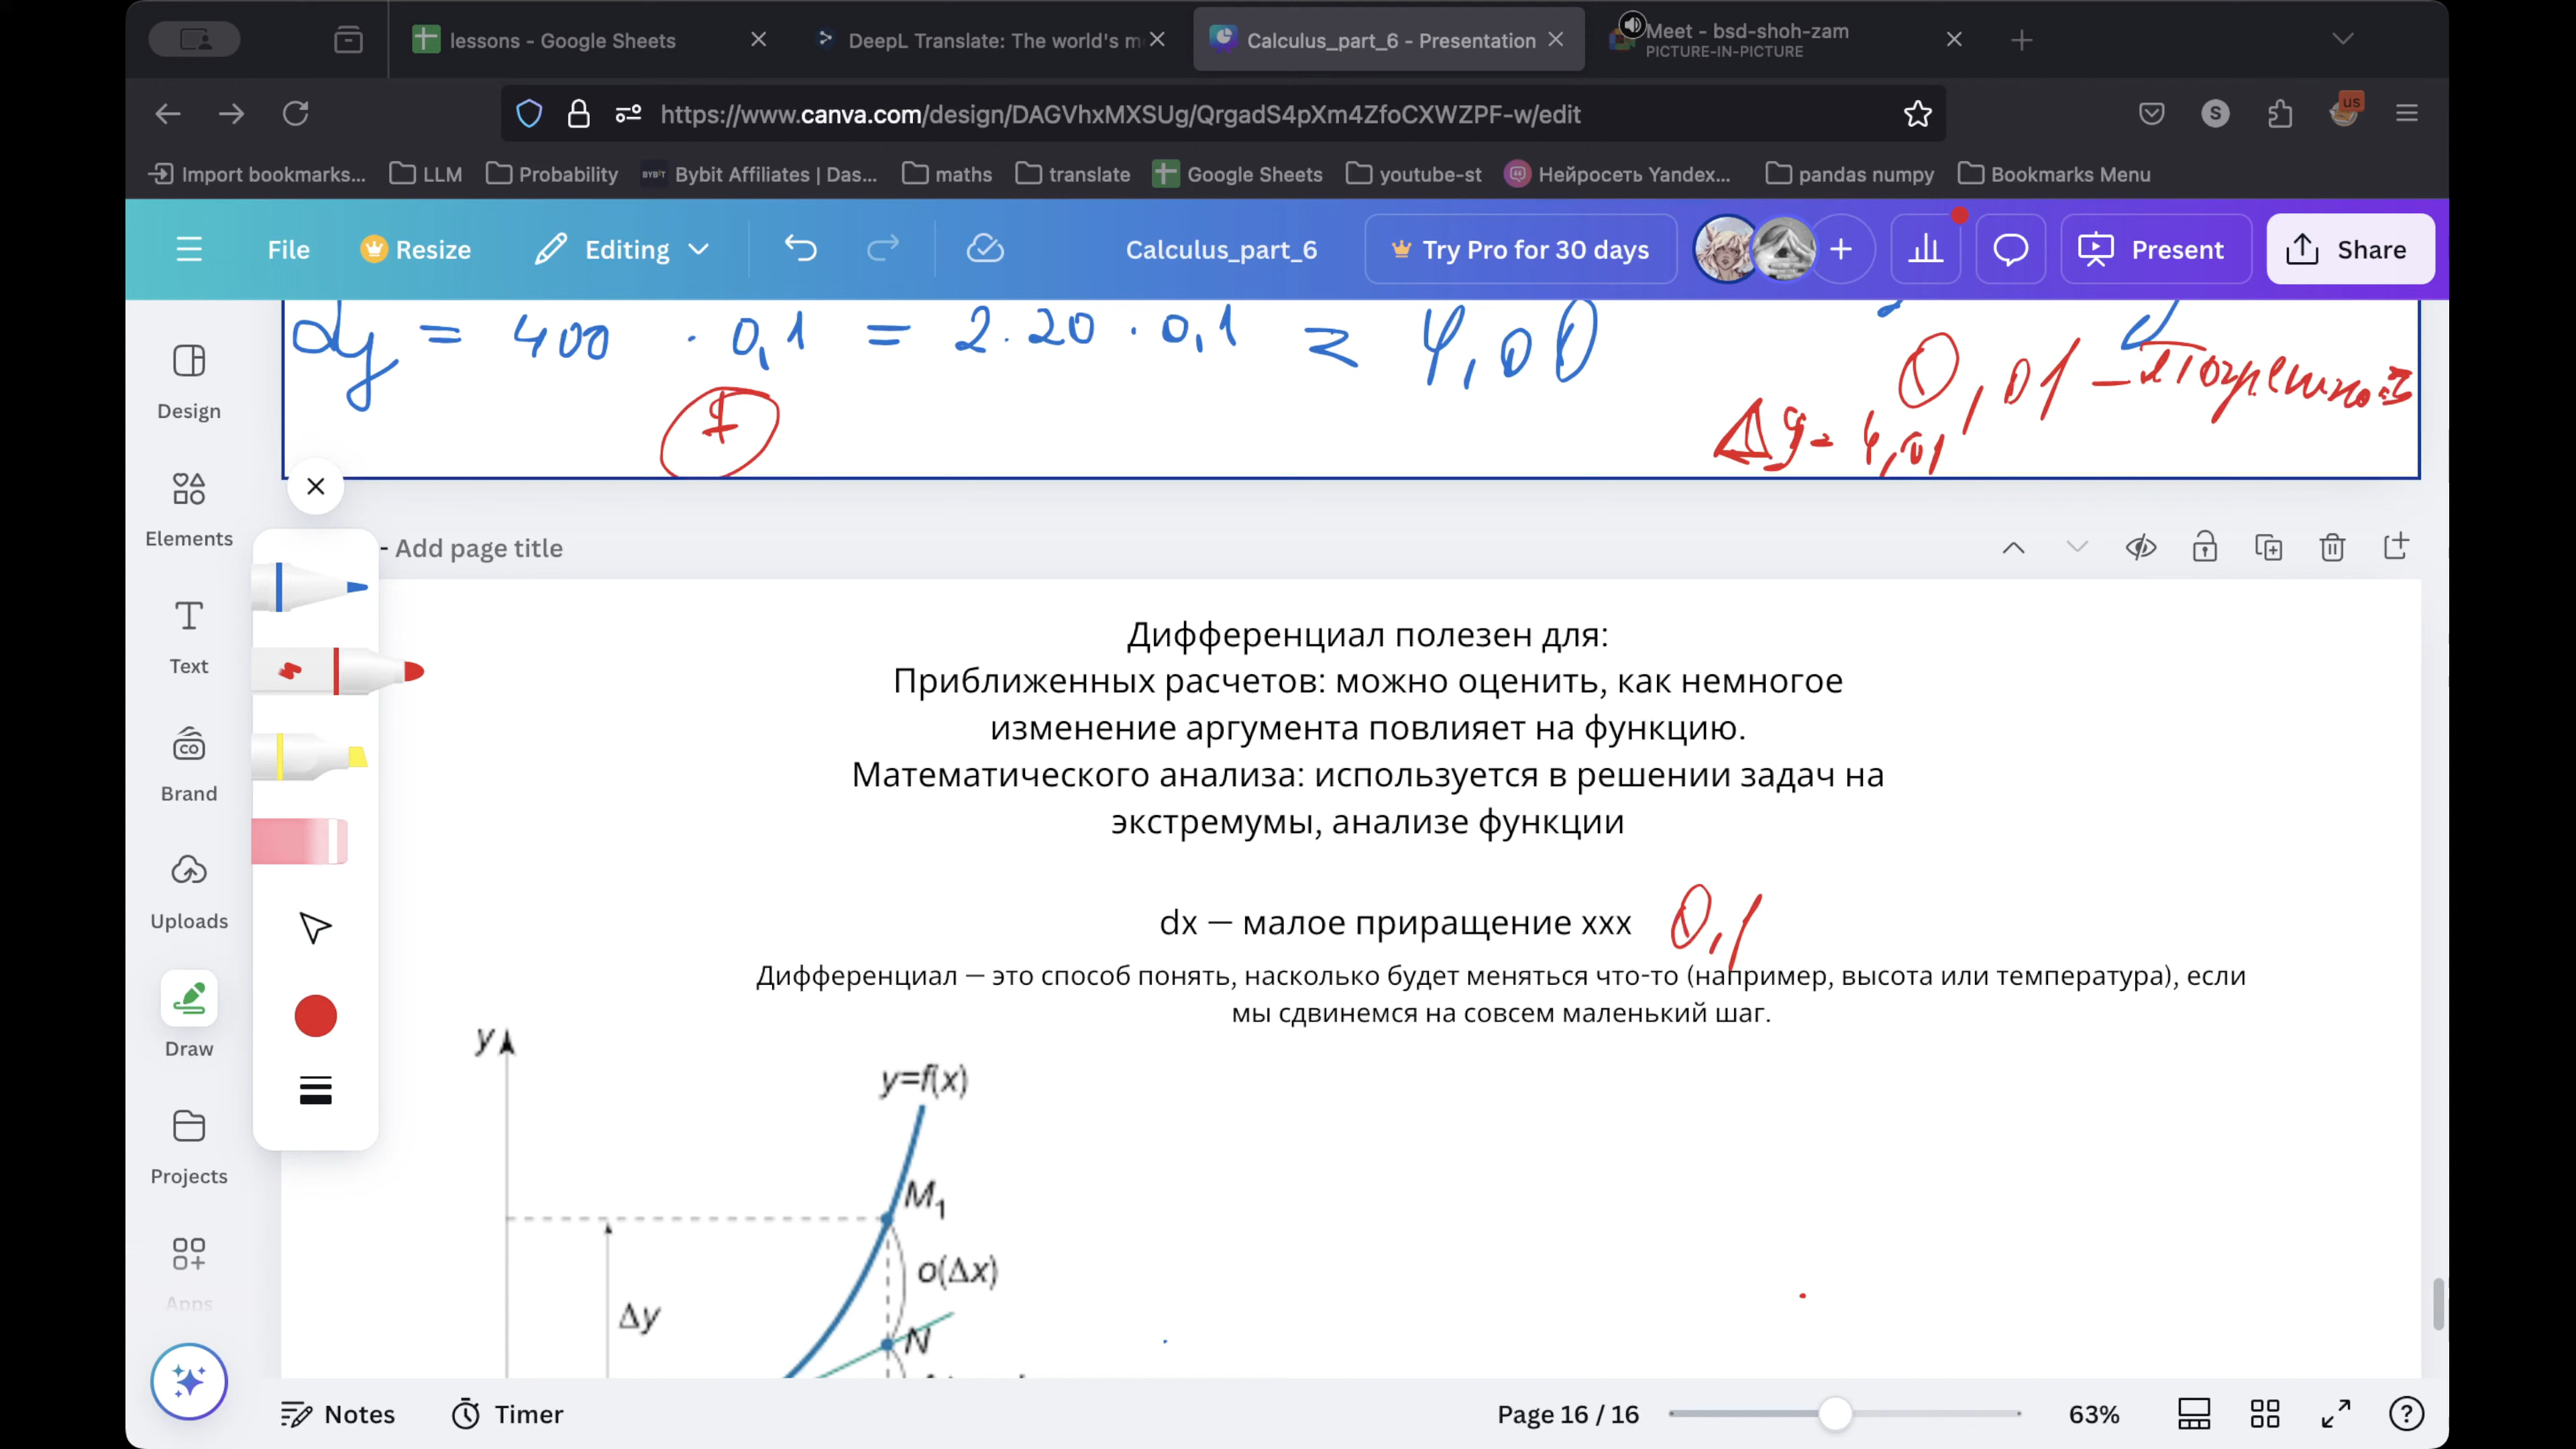 lessons - Google Sheets
DeepL Translate: The world's m
Calculus_part_6 - Presentation
Meet - bsd-shoh-zam
PICTURE-IN-PICTURE
https://www.canva.com/design/DAGVhxMXSUg/QrgadS4pXm4ZfoCXWZPF-w/edit
S
us
Import bookmarks...
LLM
Probability
BYBIT
Bybit Affiliates | Das...
maths
translate
Google Sheets
youtube-st
Нейросеть Yandex...
pandas numpy
Bookmarks Menu
File
Resize
Editing
Calculus_part_6
Try Pro for 30 days
Present
Share
dy = 400 · 0,1 = 2·20 · 0,1 = 4,00
0,01 –
Δy = 4,01
Design
Elements
Text
Brand
Uploads
Draw
Projects
Apps
- Add page title
Дифференциал полезен для:
Приближенных расчетов: можно оценить, как немногое
изменение аргумента повлияет на функцию.
Математического анализа: используется в решении задач на
экстремумы, анализе функции
dx — малое приращение xxx 0,1
Дифференциал — это способ понять, насколько будет меняться что-то (например, высота или температура), если
мы сдвинемся на совсем маленький шаг.
y
y=f(x)
M1
o(Δx)
Δy
N
Notes
Timer
Page 16 / 16
63%